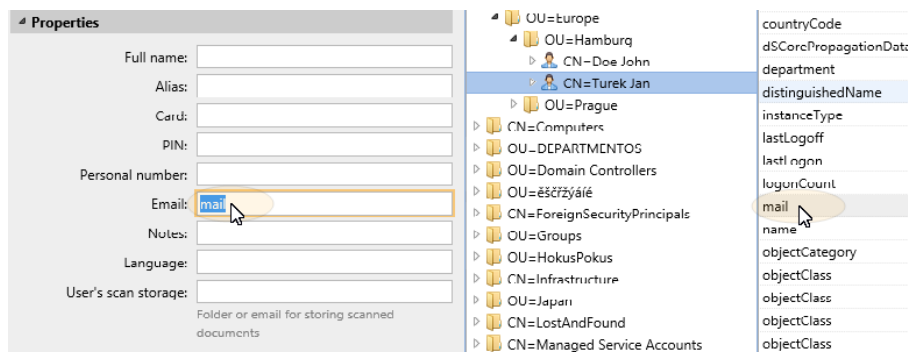 Properties
Full name:
Alias:
Card:
PIN:
Personal number:
Email: mail
Notes:
Language:
User's scan storage:
Folder or email for storing scanned
documents
OU=Europe
OU=Hamburg
CN=Doe John
CN=Turek Jan
OU=Prague
CN=Computers
OU=DEPARTMENTOS
OU=Domain Controllers
OU=ěščřžýáíé
CN=ForeignSecurityPrincipals
OU=Groups
OU=HokusPokus
CN=Infrastructure
OU=Japan
CN=LostAndFound
CN=Managed Service Accounts
countryCode
dSCorePropagationData
department
distinguishedName
instanceType
lastLogoff
lastLogon
logonCount
mail
name
objectCategory
objectClass
objectClass
objectClass
objectClass